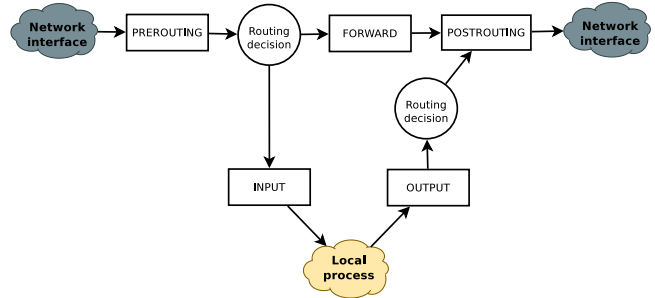 Network
interface
PREROUTING
Routing
decision
FORWARD
POSTROUTING
Network
interface
Routing
decision
INPUT
OUTPUT
Local
process